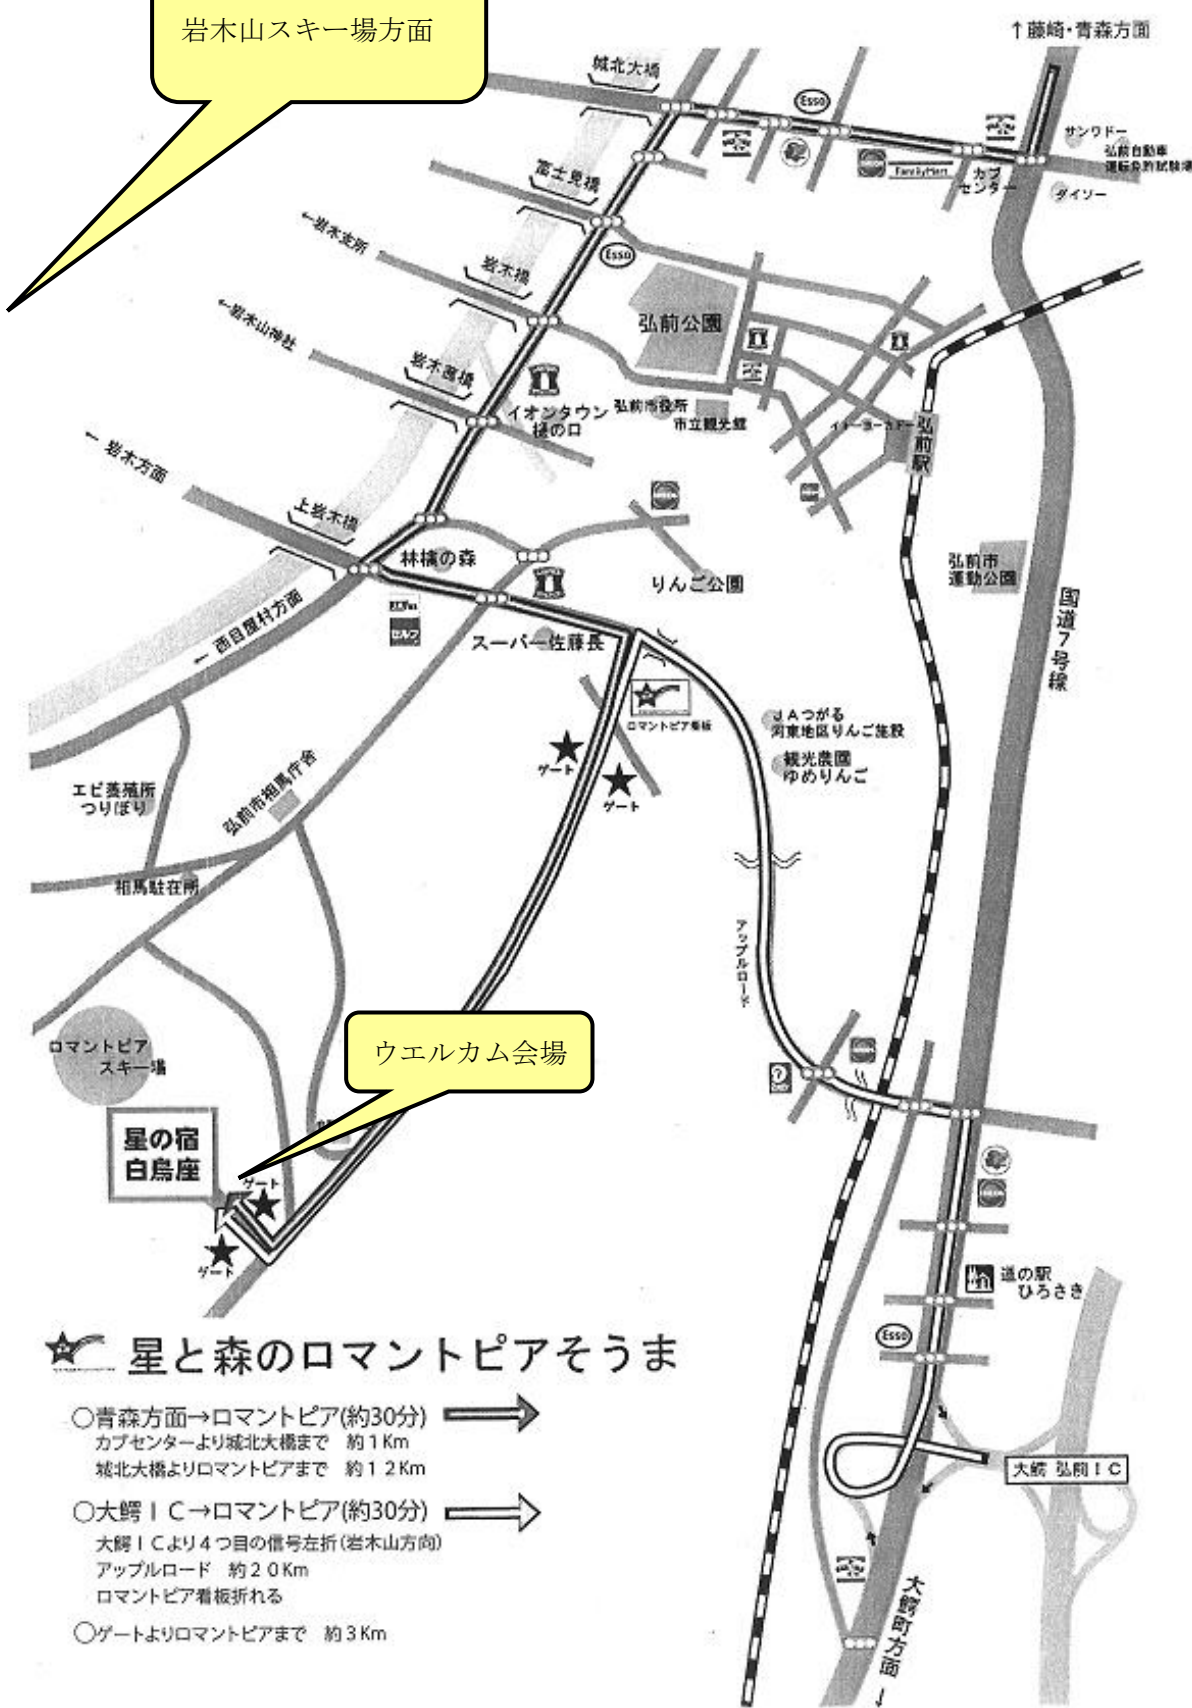 岩木山スキー場方面
↑藤崎・青森方面
城北大橋
Esso
サンワドー
弘前自動車
運転免許試験場
FamilyMart
カブ
センター
ダイソー
富士見橋
←岩木支所
Esso
岩木橋
弘前公園
←岩木山神社
岩木茜橋
イオンタウン
樋の口
弘前市役所
市立観光館
イトーヨーカドー
弘前駅
← 岩木方面
上岩木橋
林檎の森
りんご公園
弘前市
運動公園
国道7号線
セルフ
← 西目屋村方面
スーパー佐藤長
ロマントピア看板
JAつがる
河東地区りんご施設
観光農園
ゆめりんご
ゲート
ゲート
エビ養殖所
つりぼり
弘前市相馬庁舎
相馬駐在所
アップルロード
ロマントピア
スキー場
ウエルカム会場
星の宿
白鳥座
ゲート
ゲート
道の駅
ひろさき
Esso
星と森のロマントピアそうま
○青森方面→ロマントピア(約30分)
カブセンターより城北大橋まで 約1Km
城北大橋よりロマントピアまで 約12Km
大鰐 弘前IC
○大鰐IC→ロマントピア(約30分)
大鰐ICより4つ目の信号左折(岩木山方向)
アップルロード 約20Km
ロマントピア看板折れる
○ゲートよりロマントピアまで 約3Km
大鰐町方面↓